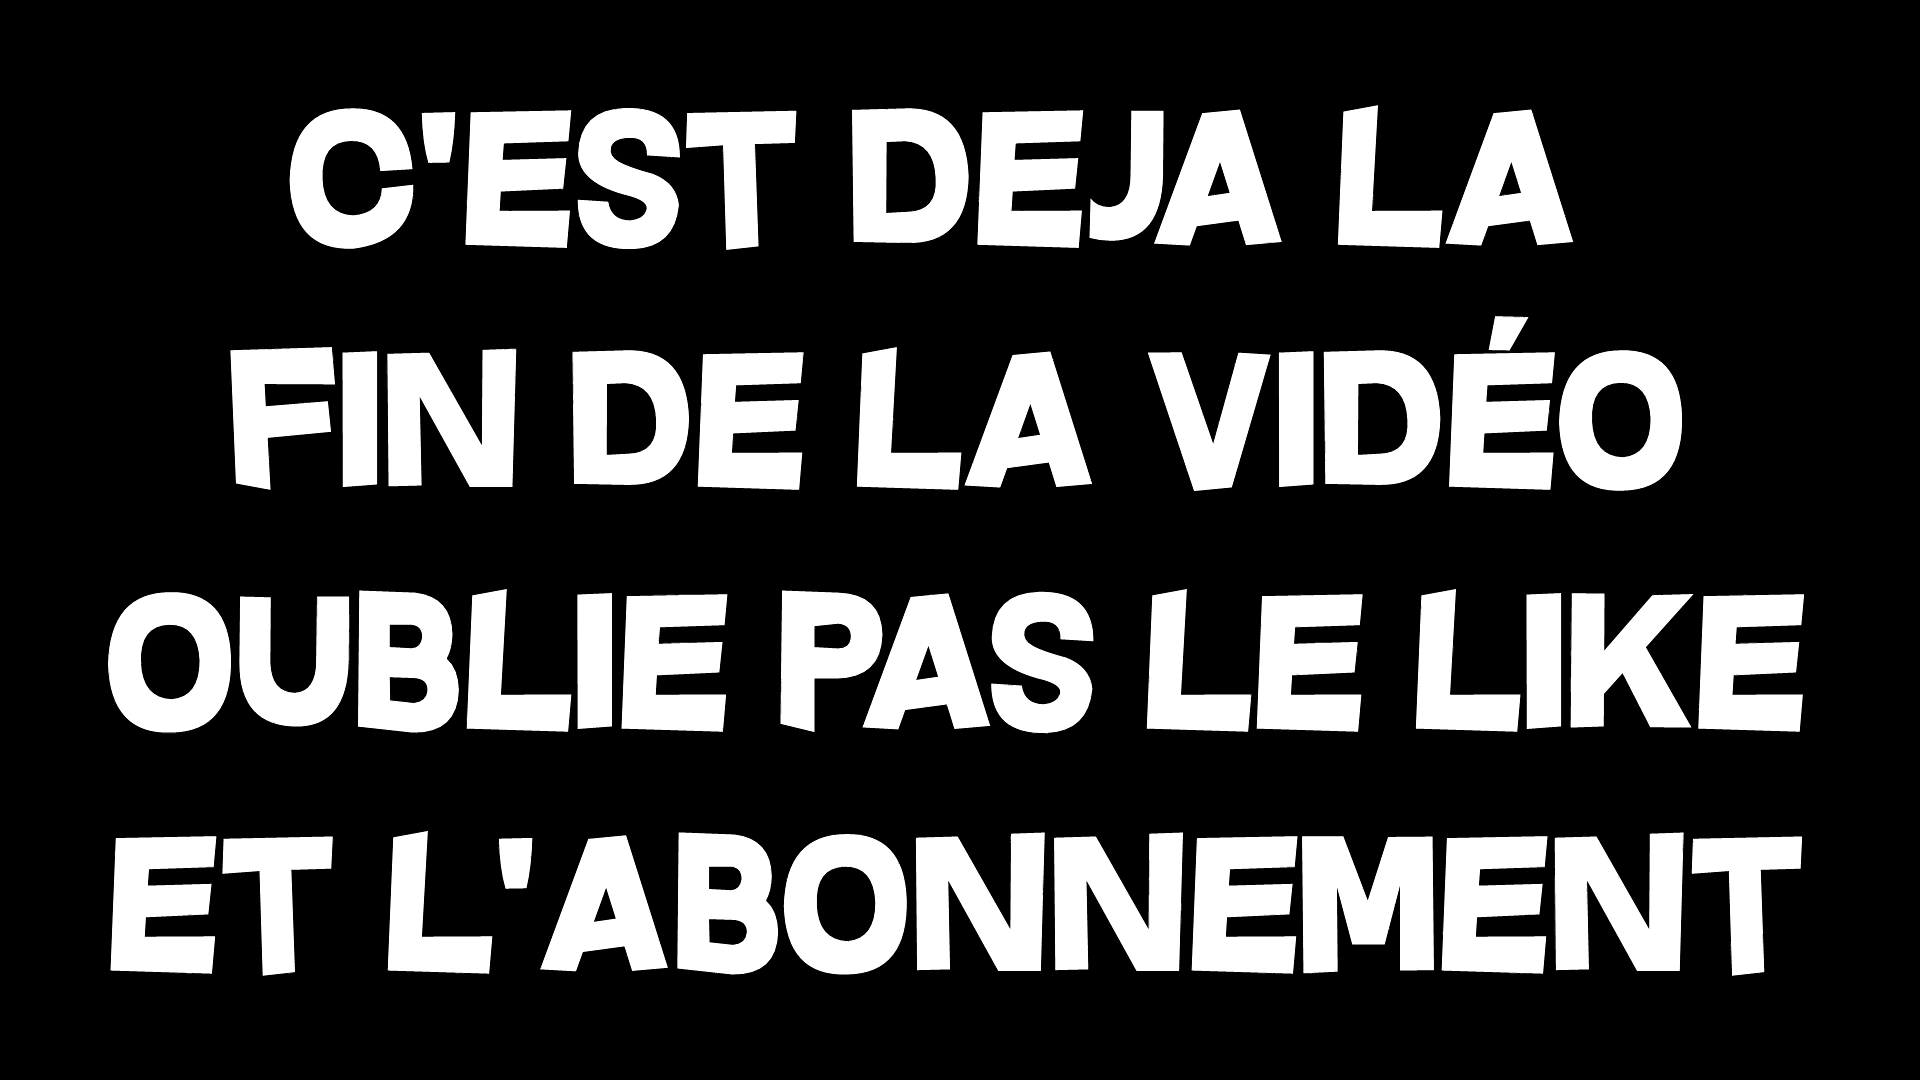 C'EST DEJA LA
FIN DE LA VIDÉO
OUBLIE PAS LE LIKE
ET L'ABONNEMENT